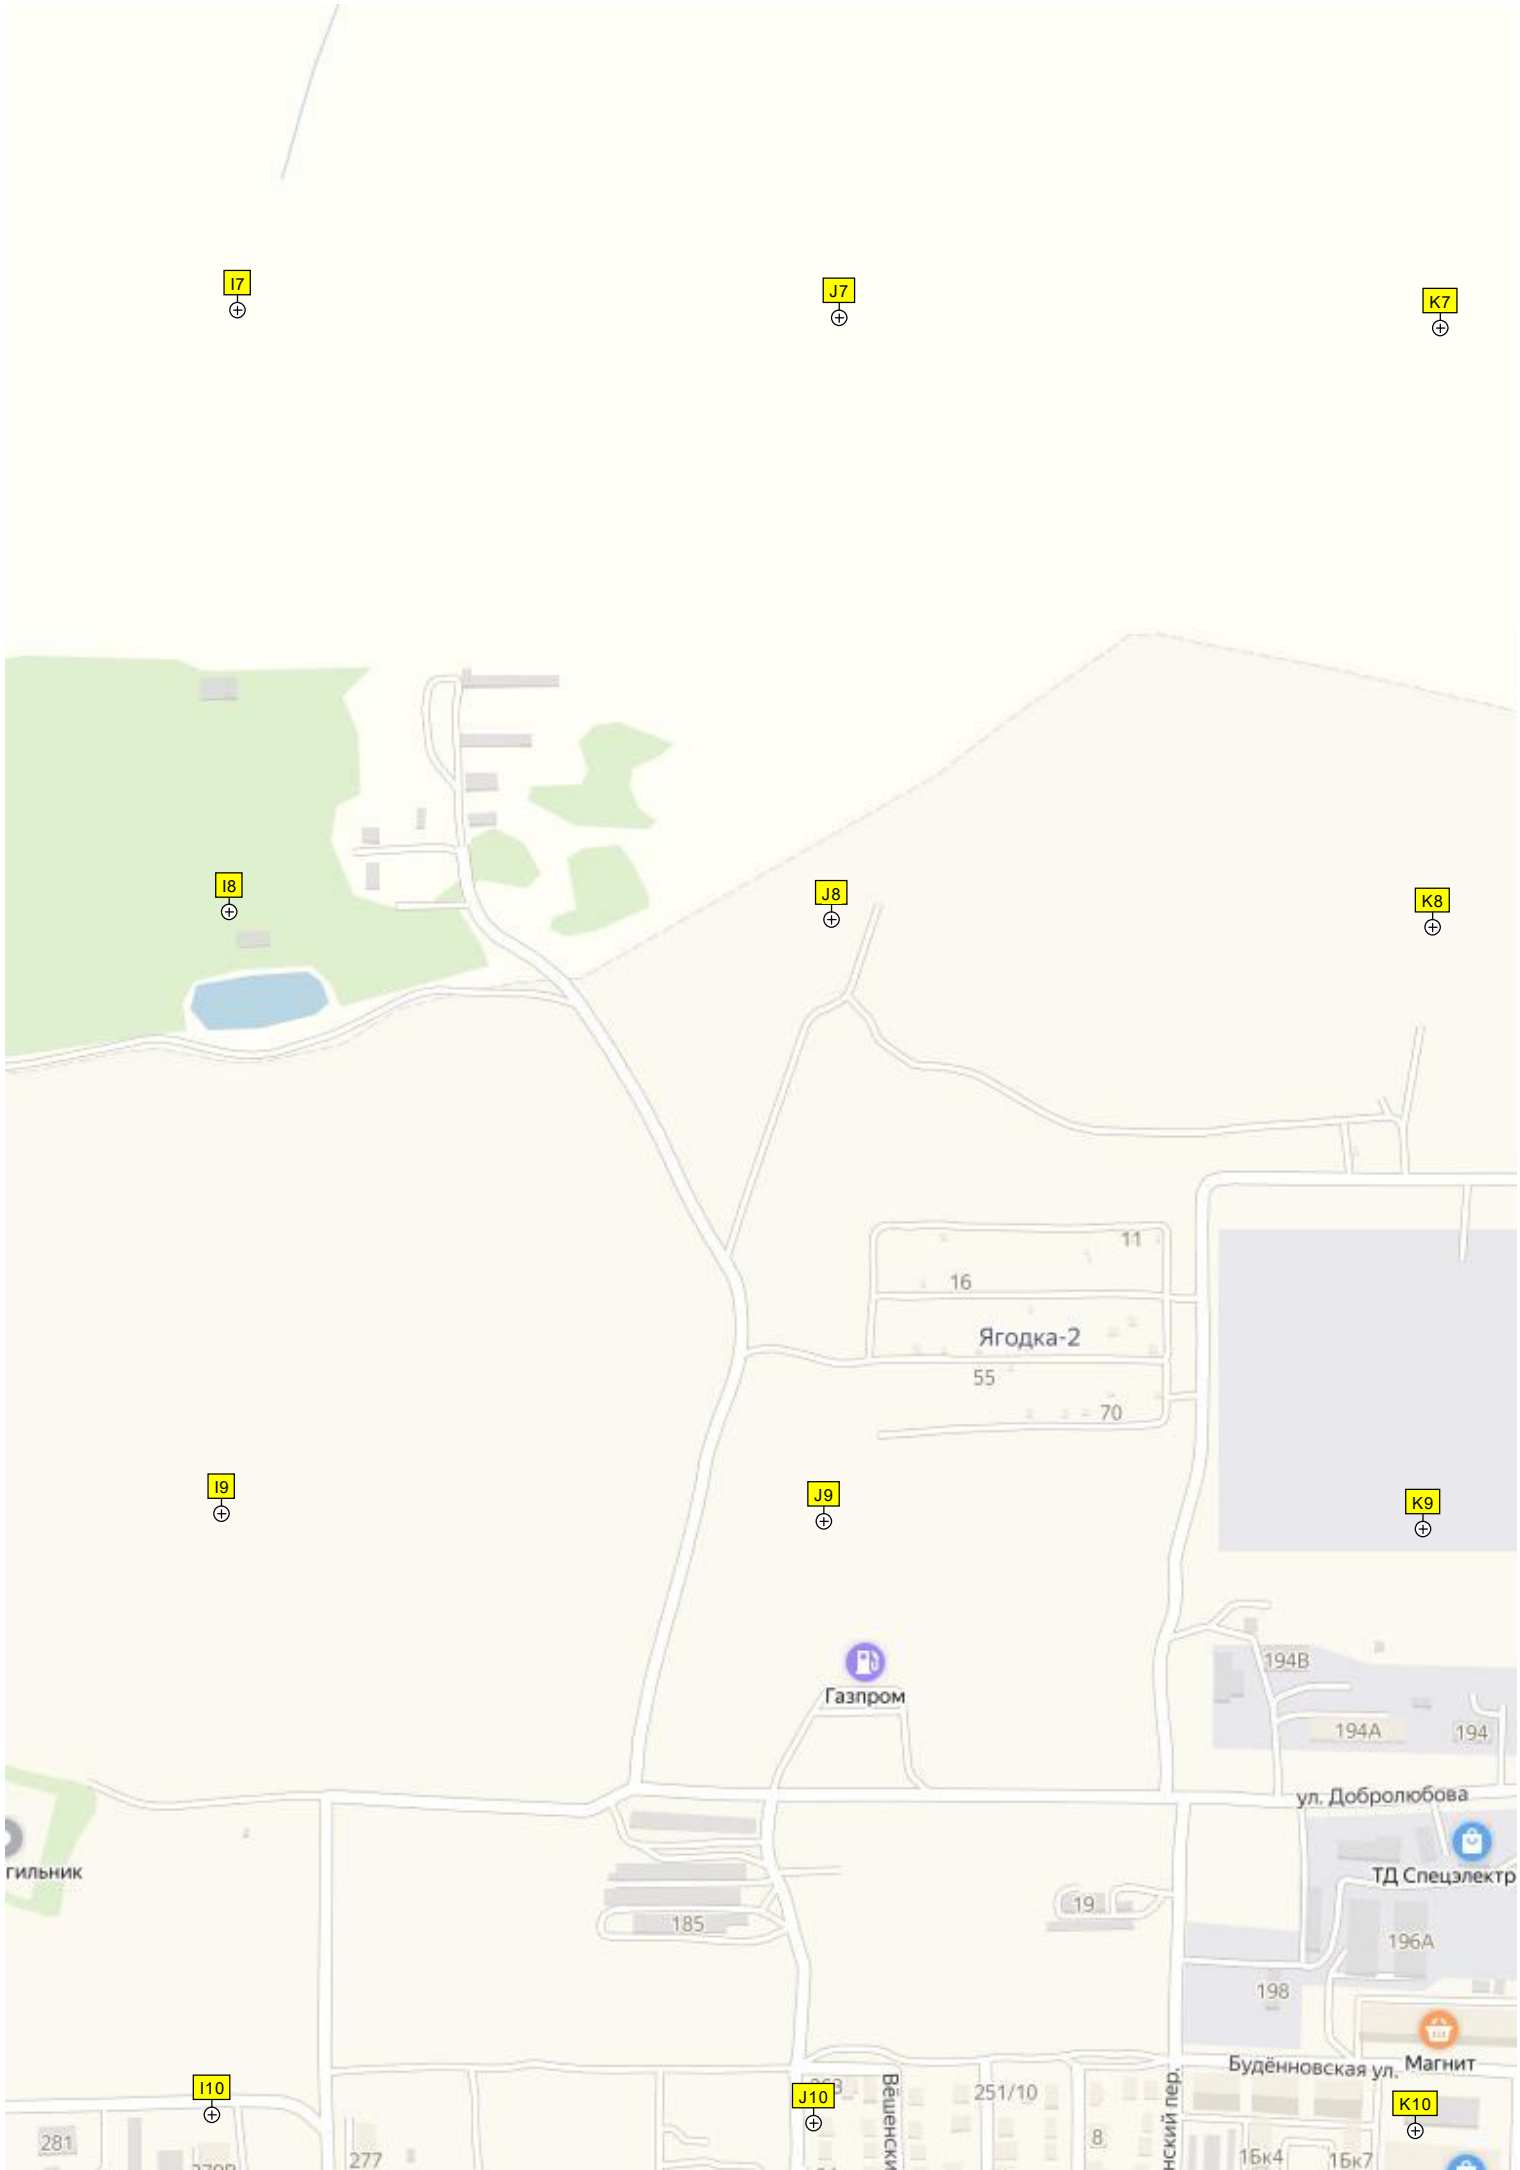 I7
J7
K7
I8
J8
K8
11
16
Ягодка-2
55
70
I9
J9
K9
194В
Газпром
194А
194
ул. Добролюбова
гильник
ТД Спецэлектр
19
185
196А
198
Будённовская ул.
Магнит
I10
J10
251/10
K10
Вёшенски
нский пер.
281
277
8
1Бк4
1Бк7